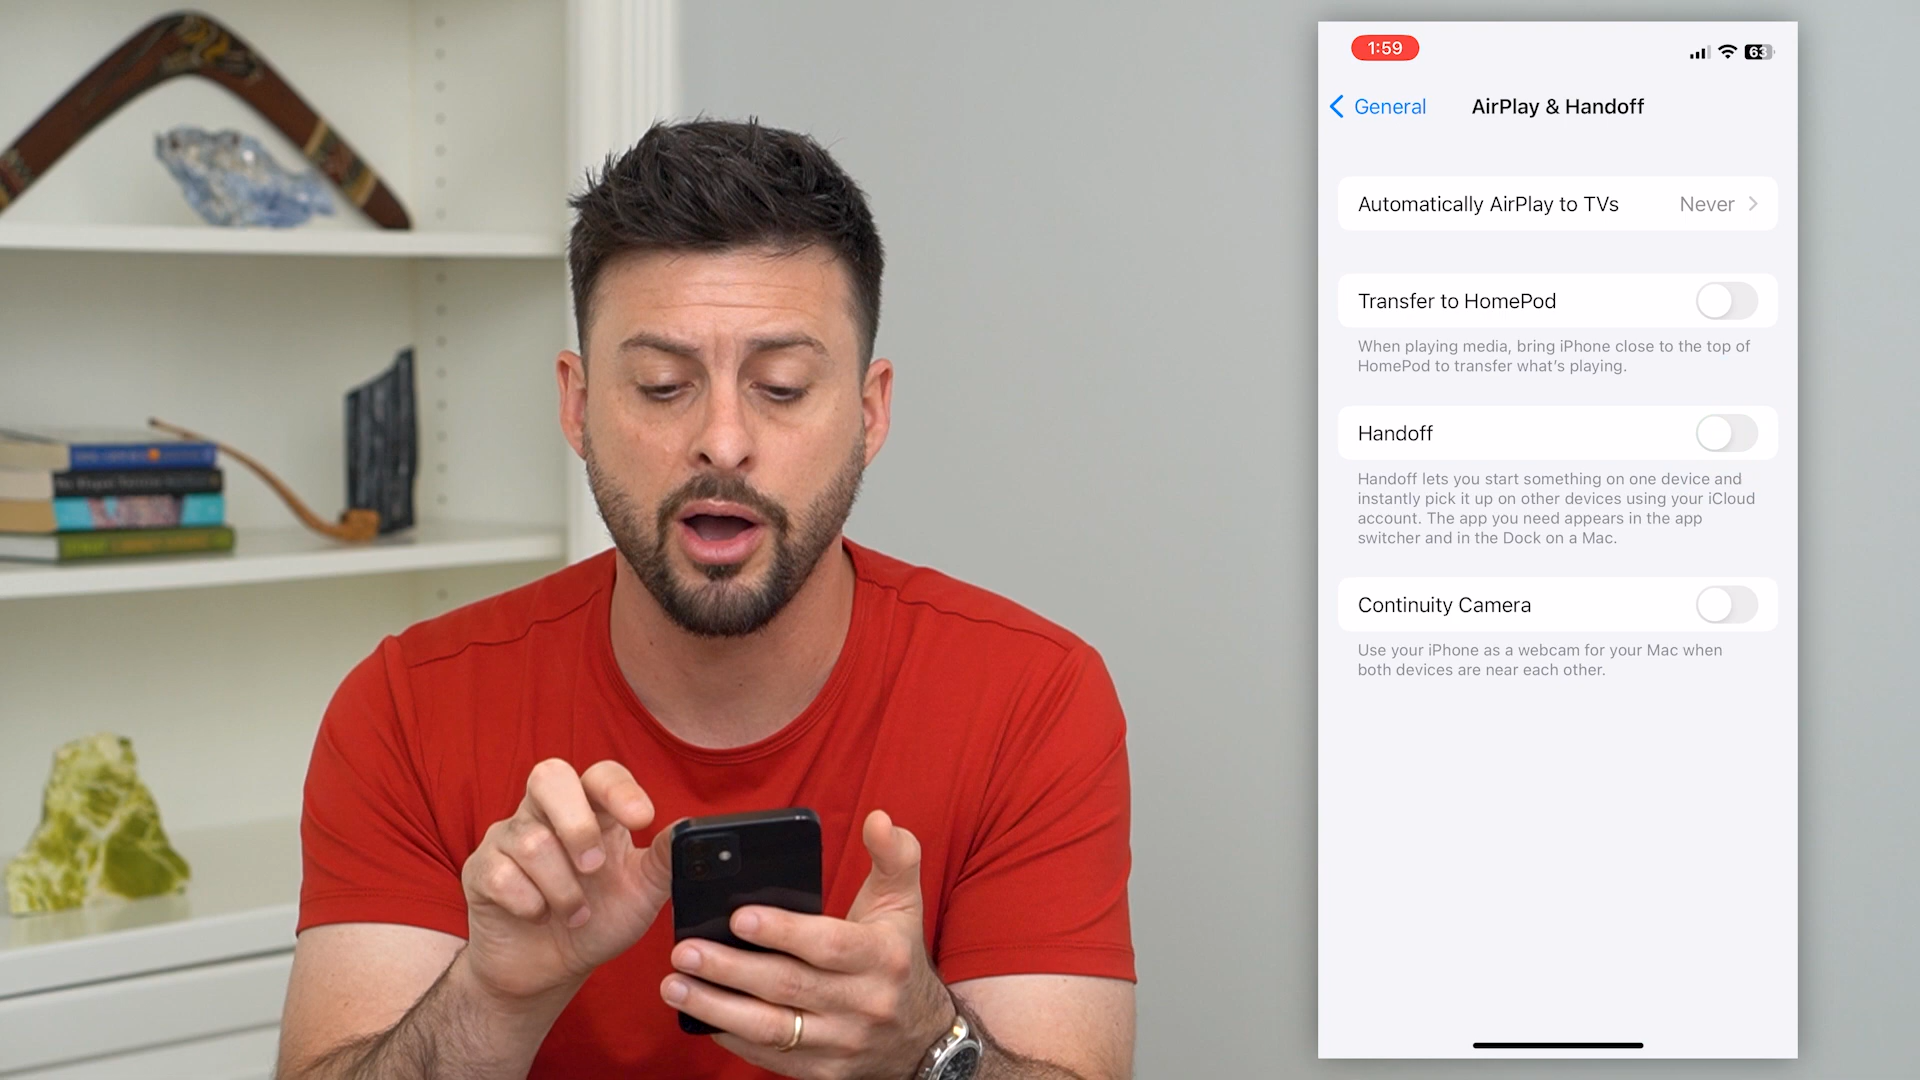 1:59
63
General
AirPlay & Handoff
Automatically AirPlay to TVs
Never
Transfer to HomePod
When playing media, bring iPhone close to the top of
HomePod to transfer what's playing.
Handoff
Handoff lets you start something on one device and
instantly pick it up on other devices using your iCloud
account. The app you need appears in the app
switcher and in the Dock on a Mac.
Continuity Camera
Use your iPhone as a webcam for your Mac when
both devices are near each other.